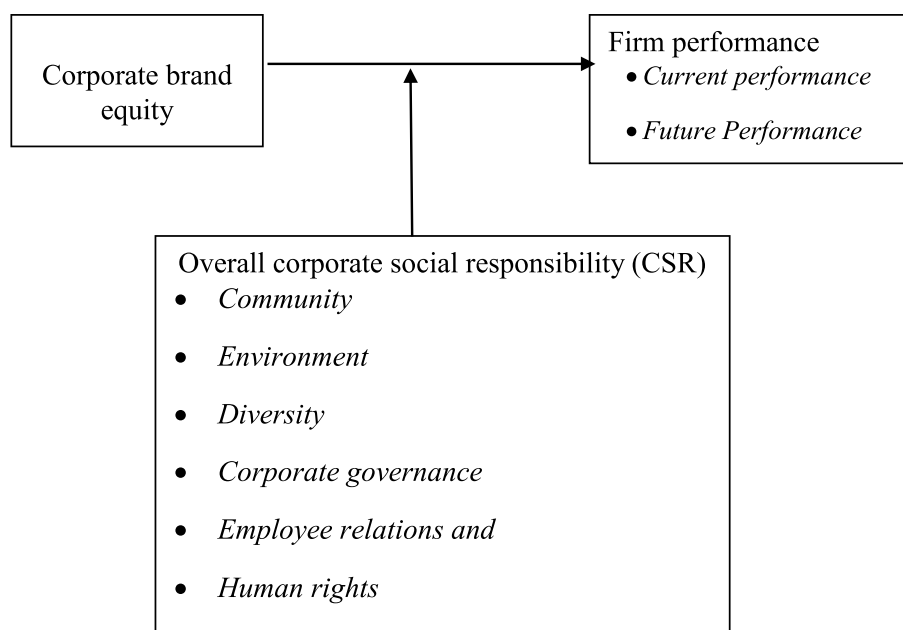 Corporate brand
equity
Firm performance
• Current performance
• Future Performance
Overall corporate social responsibility (CSR)
• Community
• Environment
• Diversity
• Corporate governance
• Employee relations and
• Human rights